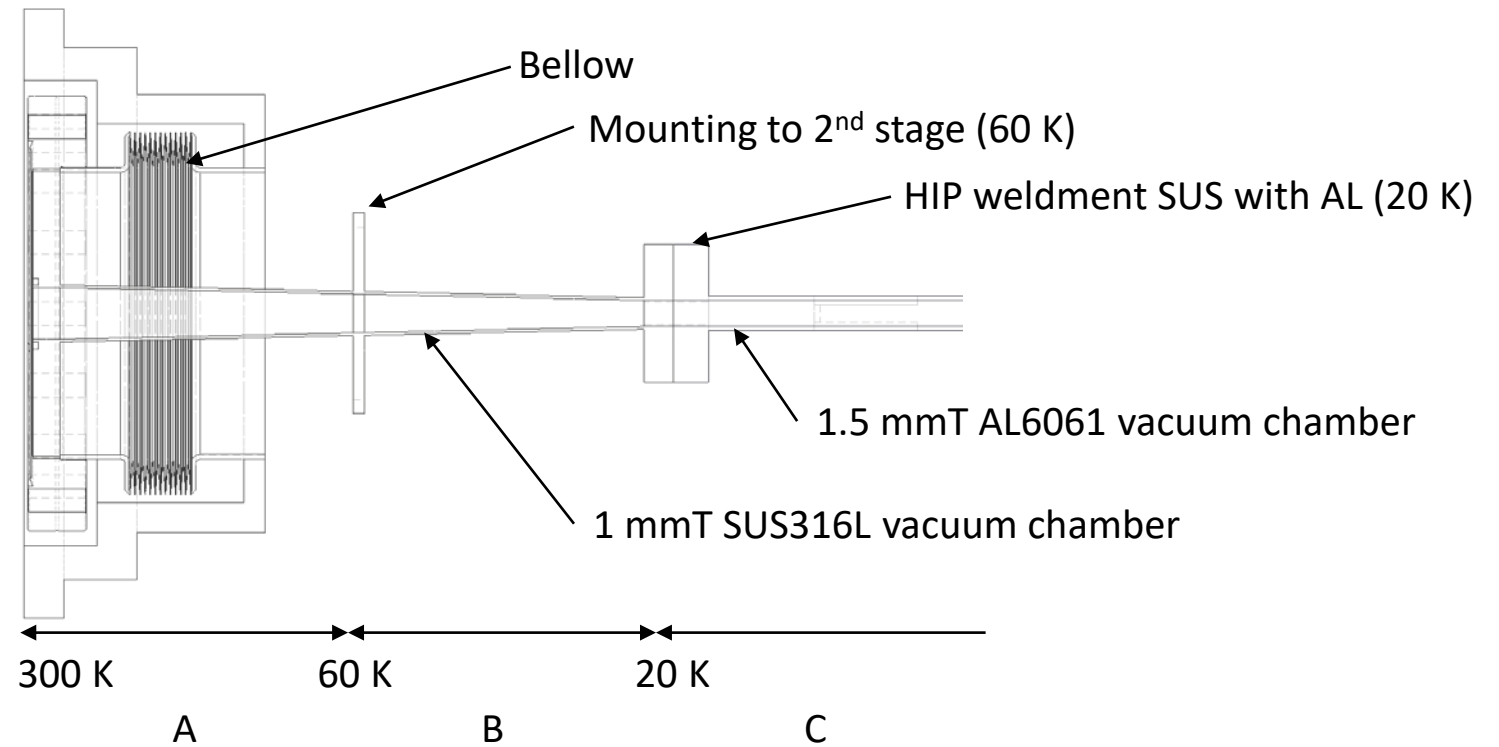 Bellow
Mounting to 2nd stage (60 K)
HIP weldment SUS with AL (20 K)
1.5 mmT AL6061 vacuum chamber
1 mmT SUS316L vacuum chamber
300 K
60 K
20 K
A
B
C